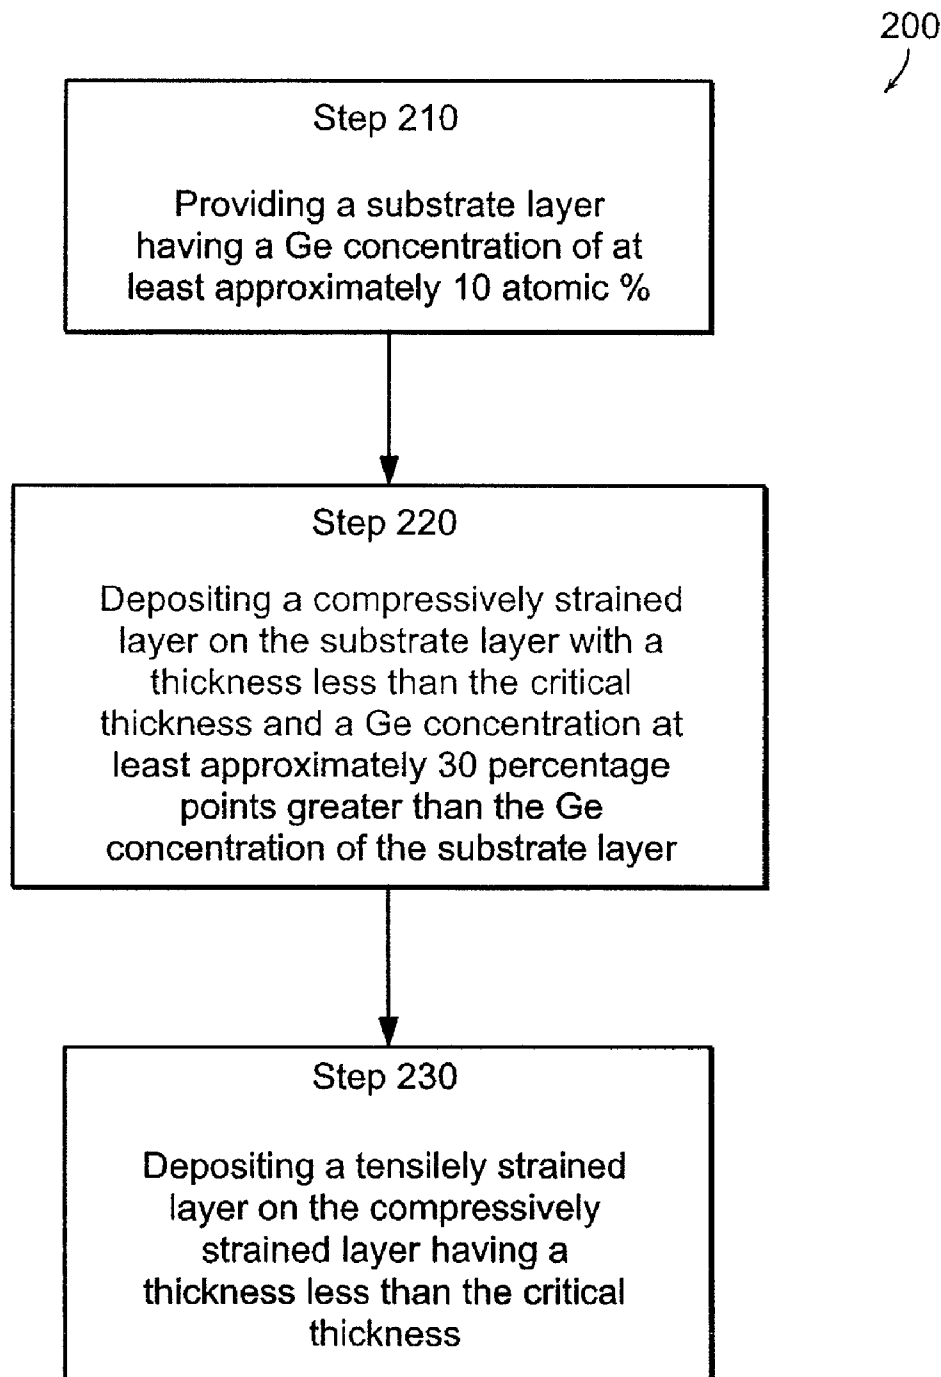 200
Step 210
Providing a substrate layer
having a Ge concentration of at
least approximately 10 atomic %
Step 220
Depositing a compressively strained
layer on the substrate layer with a
thickness less than the critical
thickness and a Ge concentration at
least approximately 30 percentage
points greater than the Ge
concentration of the substrate layer
Step 230
Depositing a tensilely strained
layer on the compressively
strained layer having a
thickness less than the critical
thickness